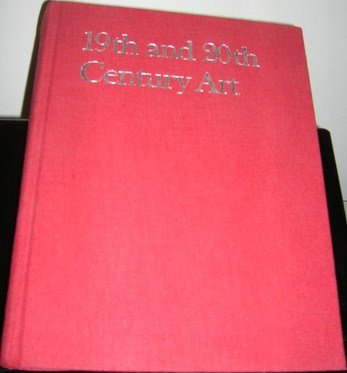 19th and 20th
Century Art